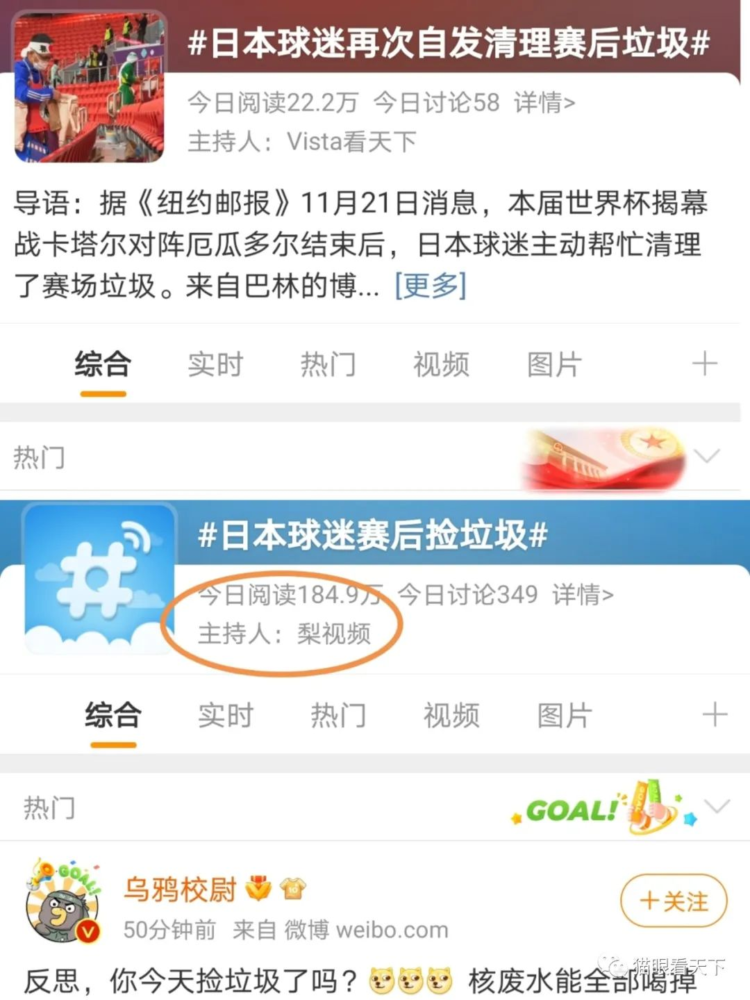 #日本球迷再次自发清理赛后垃圾#
今日阅读22.2万 今日讨论58 详情>
主持人：Vista看天下
导语：据《纽约邮报》11月21日消息，本届世界杯揭幕
战卡塔尔对阵厄瓜多尔结束后，日本球迷主动帮忙清理
了赛场垃圾。来自巴林的博... [更多]
综合 实时 热门 视频 图片
热门
#日本球迷赛后捡垃圾#
今日阅读184.9万 今日讨论349 详情>
主持人：梨视频
综合 实时 热门 视频 图片
热门
GOAL!
GOAL!
乌鸦校尉
10
+关注
50分钟前 来自 微博 weibo.com
反思，你今天捡垃圾了吗？ 核废水能全部喝掉
猫眼看天下